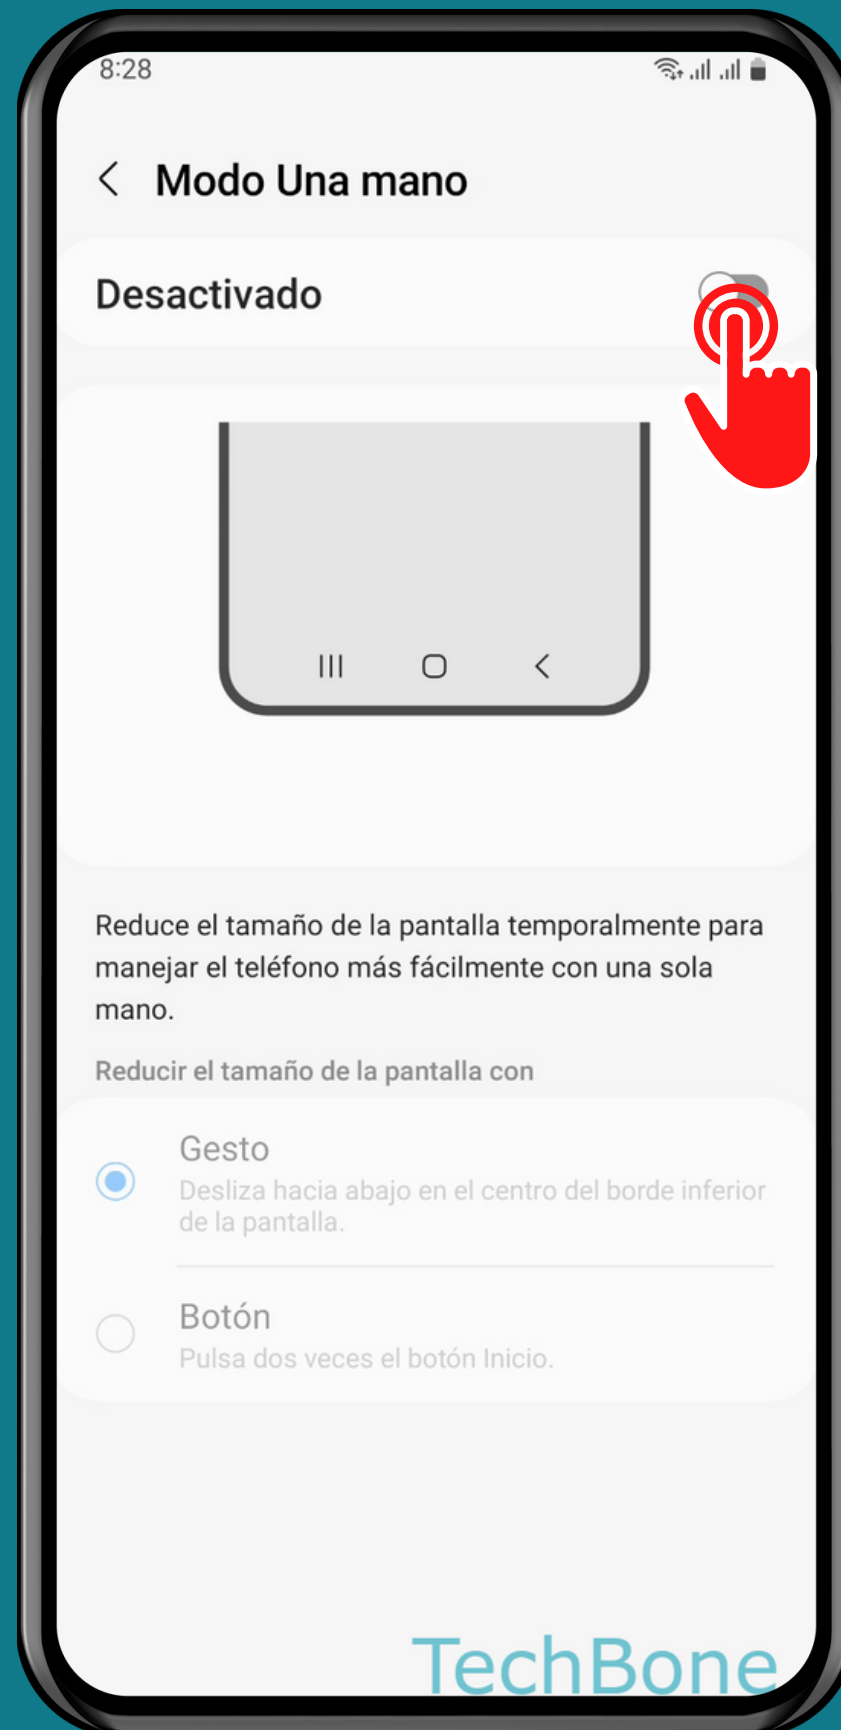 8:28
Modo Una mano
Desactivado
Reduce el tamaño de la pantalla temporalmente para
manejar el teléfono más fácilmente con una sola
mano.
Reducir el tamaño de la pantalla con
Gesto
Desliza hacia abajo en el centro del borde inferior
de la pantalla.
Botón
Pulsa dos veces el botón Inicio.
TechBone